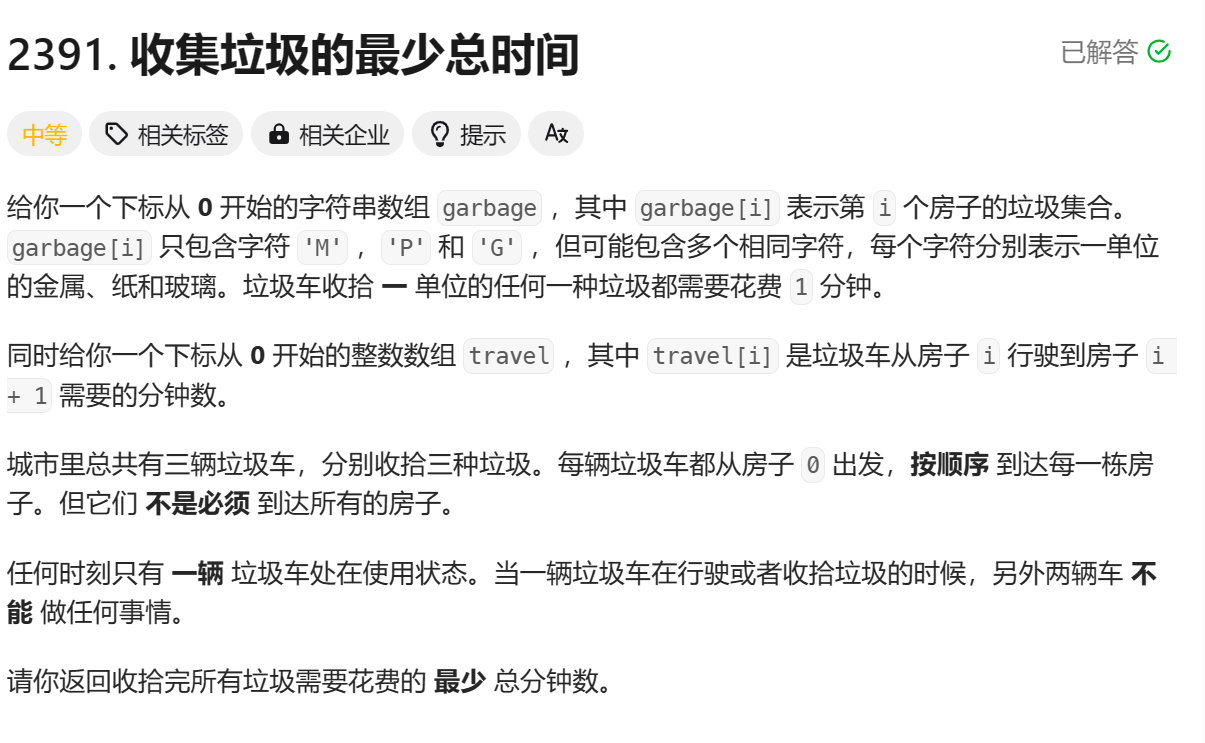 2391. 收集垃圾的最少总时间
已解答
中等 相关标签 相关企业 提示
给你一个下标从 0 开始的字符串数组 garbage ，其中 garbage[i] 表示第 i 个房子的垃圾集合。
garbage[i] 只包含字符 'M' ，'P' 和 'G' ，但可能包含多个相同字符，每个字符分别表示一单位
的金属、纸和玻璃。垃圾车收拾 一 单位的任何一种垃圾都需要花费 1 分钟。
同时给你一个下标从 0 开始的整数数组 travel ，其中 travel[i] 是垃圾车从房子 i 行驶到房子 i
+ 1 需要的分钟数。
城市里总共有三辆垃圾车，分别收拾三种垃圾。每辆垃圾车都从房子 0 出发，按顺序 到达每一栋房
子。但它们 不是必须 到达所有的房子。
任何时刻只有 一辆 垃圾车处在使用状态。当一辆垃圾车在行驶或者收拾垃圾的时候，另外两辆车 不
能 做任何事情。
请你返回收拾完所有垃圾需要花费的 最少 总分钟数。